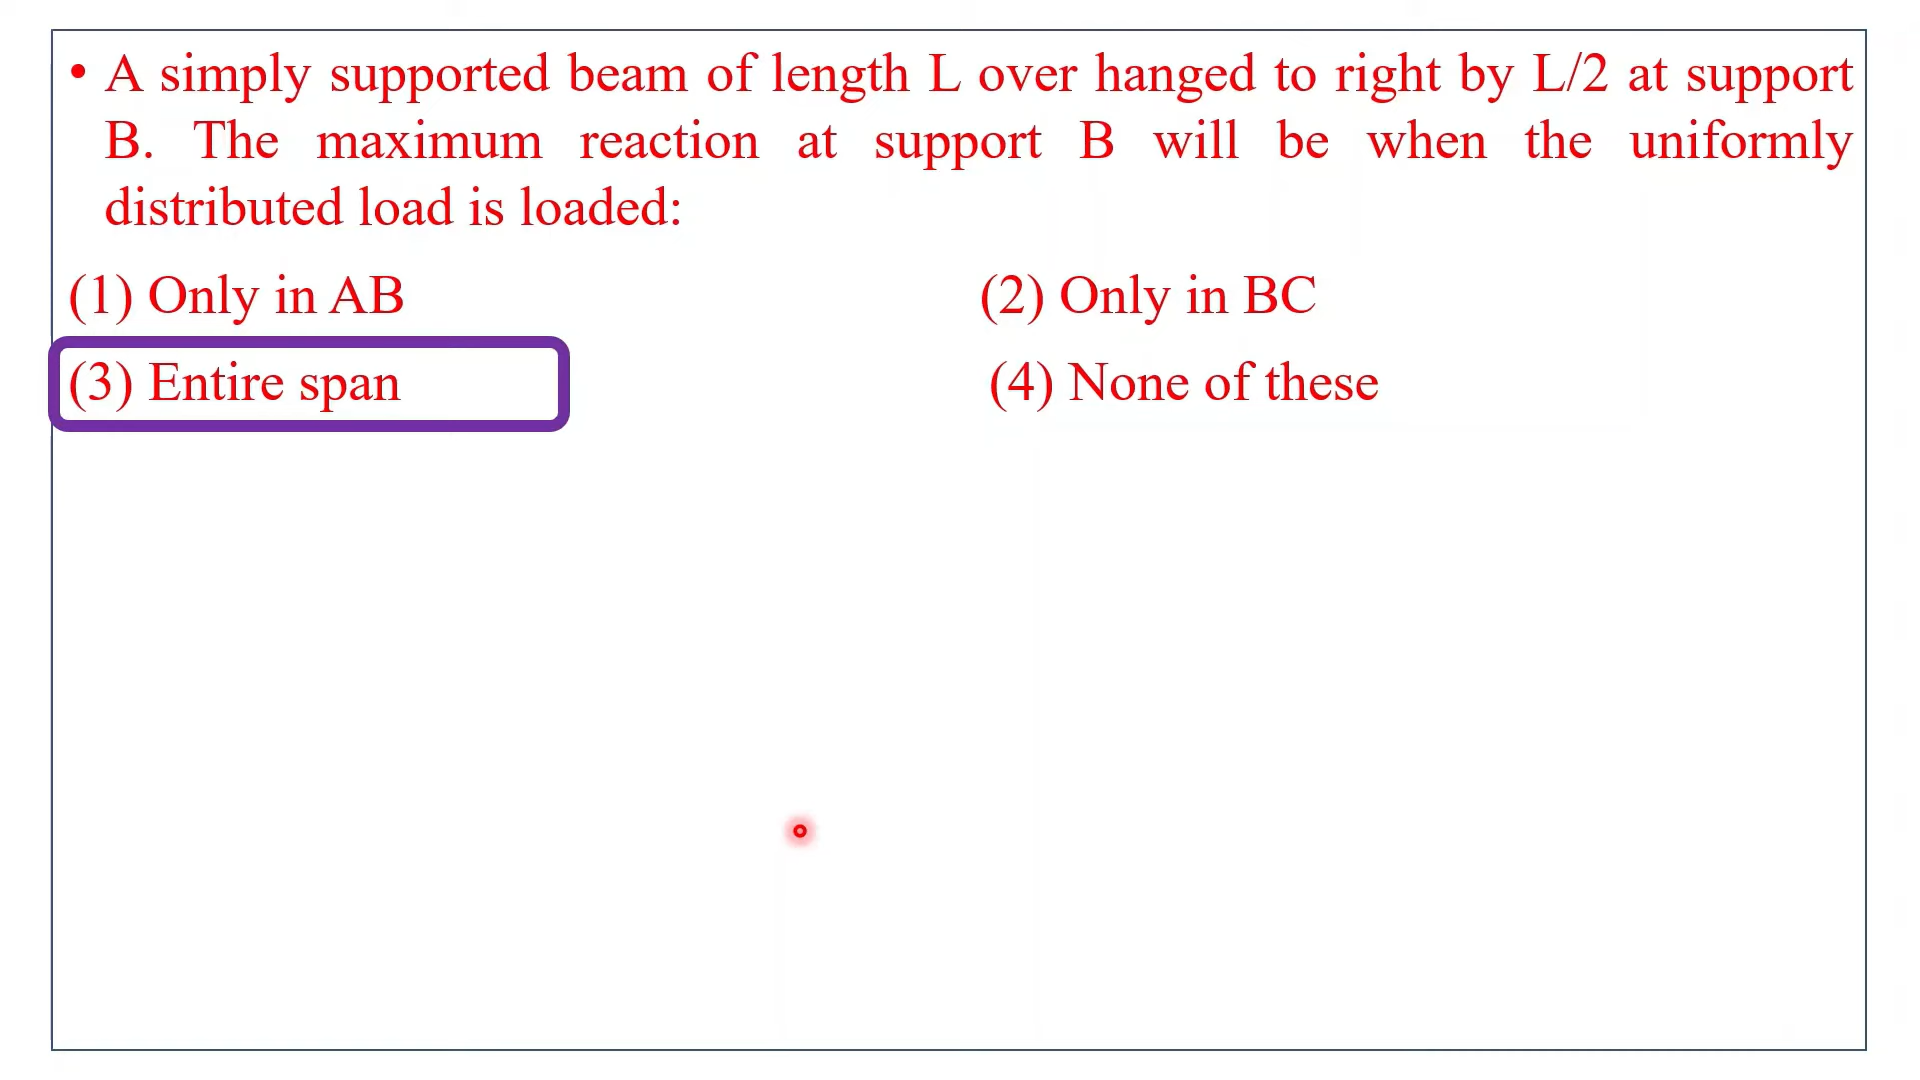 • A simply supported beam of length L over hanged to right by L/2 at support
B. The maximum reaction at support B will be when the uniformly
distributed load is loaded:
(1) Only in AB (2) Only in BC
(3) Entire span (4) None of these